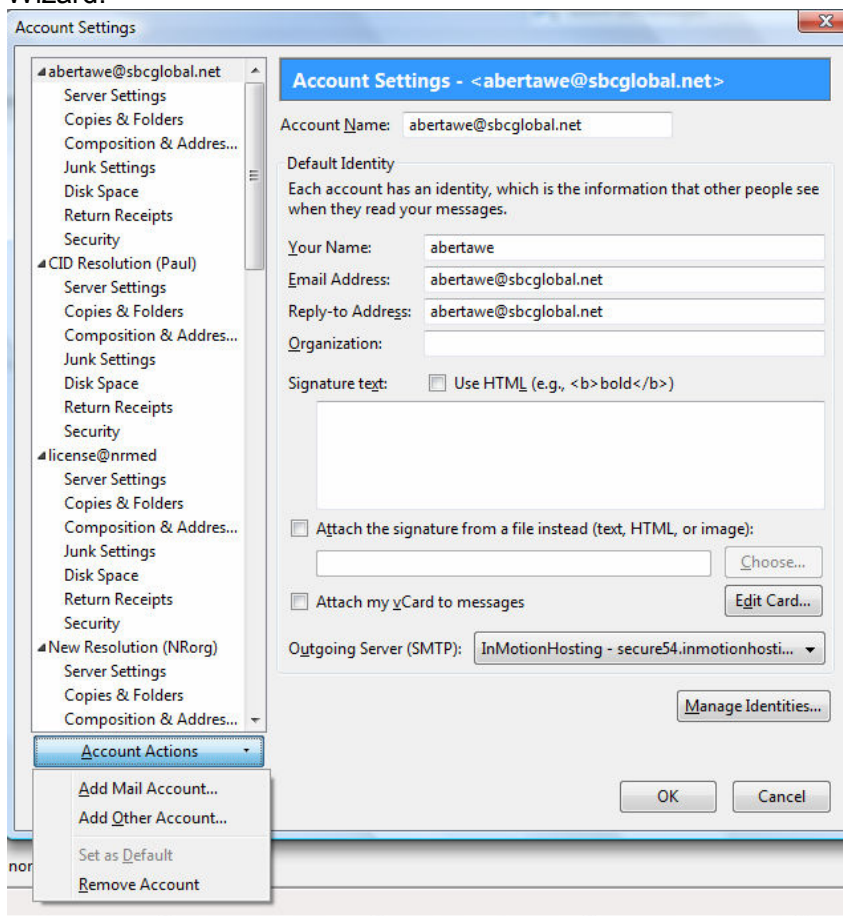 Wizard.
Account Settings
abertawe@sbcglobal.net
Server Settings
Copies & Folders
Composition & Addres...
Junk Settings
Disk Space
Return Receipts
Security
CID Resolution (Paul)
Server Settings
Copies & Folders
Composition & Addres...
Junk Settings
Disk Space
Return Receipts
Security
license@nrmed
Server Settings
Copies & Folders
Composition & Addres...
Junk Settings
Disk Space
Return Receipts
Security
New Resolution (NRorg)
Server Settings
Copies & Folders
Composition & Addres...
Account Actions
Add Mail Account...
Add Other Account...
Set as Default
Remove Account
Account Settings - <abertawe@sbcglobal.net>
Account Name: abertawe@sbcglobal.net
Default Identity
Each account has an identity, which is the information that other people see
when they read your messages.
Your Name: abertawe
Email Address: abertawe@sbcglobal.net
Reply-to Address: abertawe@sbcglobal.net
Organization:
Signature text: Use HTML (e.g., <b>bold</b>)
Attach the signature from a file instead (text, HTML, or image):
Choose...
Attach my vCard to messages Edit Card...
Outgoing Server (SMTP): InMotionHosting - secure54.inmotionhosti...
Manage Identities...
OK Cancel
nor